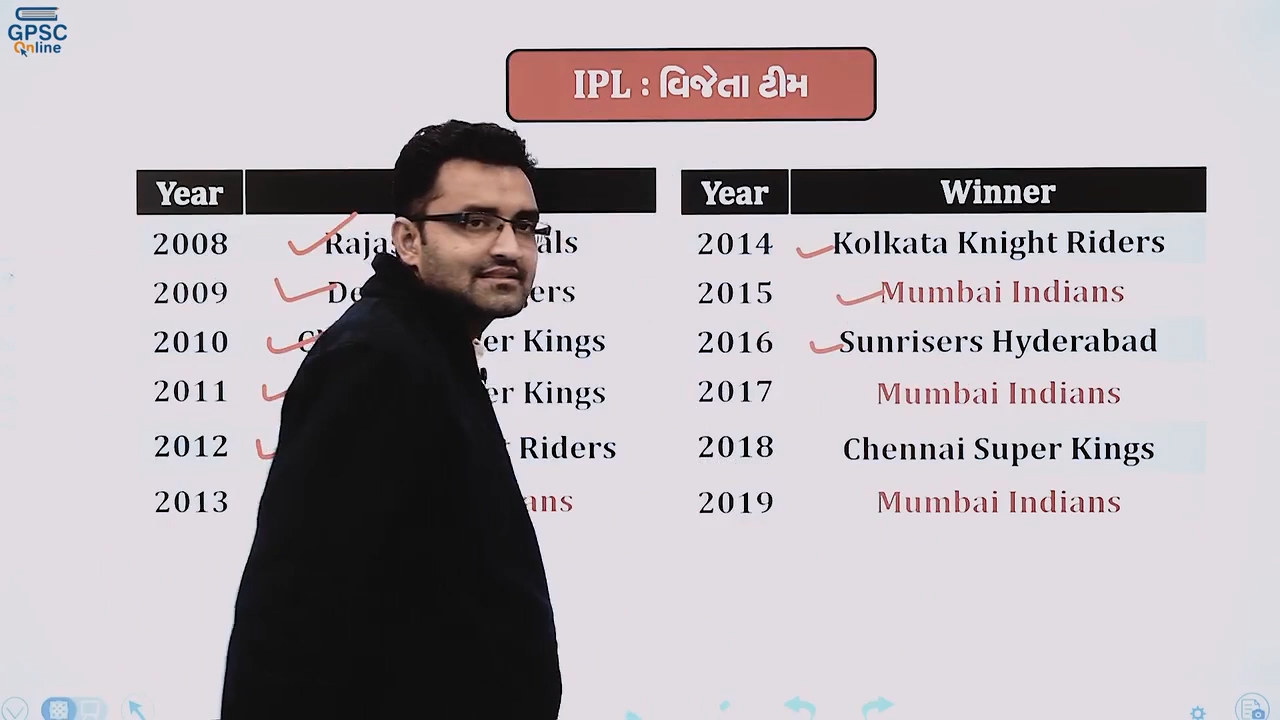 GPSC
Online
IPL : વિજેતા ટીમ
Year
2008
2009
2010 er Kings
2011 er Kings
2012 Riders
2013
Year Winner
2014 Kolkata Knight Riders
2015 Mumbai Indians
2016 Sunrisers Hyderabad
2017 Mumbai Indians
2018 Chennai Super Kings
2019 Mumbai Indians